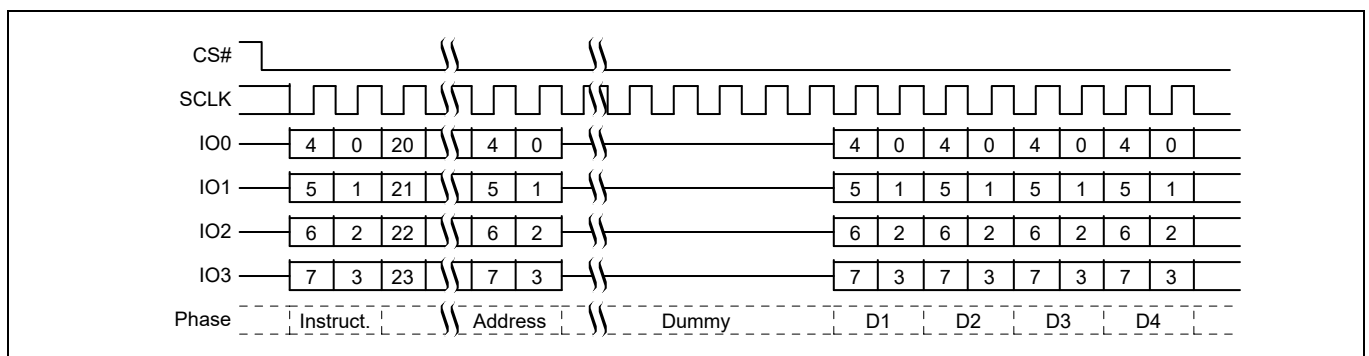 CS#
SCLK
IO0 4 0 20 4 0 4 0 4 0 4 0 4 0
IO1 5 1 21 5 1 5 1 5 1 5 1 5 1
IO2 6 2 22 6 2 6 2 6 2 6 2 6 2
IO3 7 3 23 7 3 7 3 7 3 7 3 7 3
Phase Instruct. Address Dummy D1 D2 D3 D4